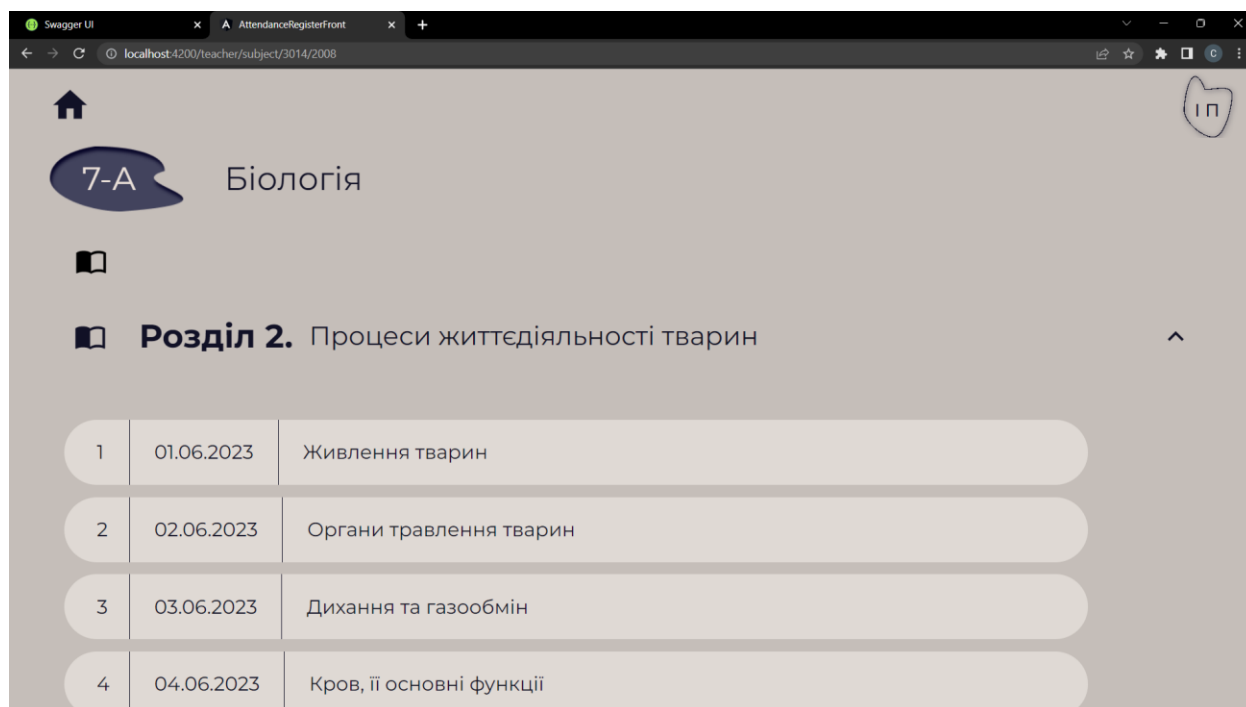 Swagger UI
AttendanceRegisterFront
localhost:4200/teacher/subject/3014/2008
C
І П
7-А
Біологія
Розділ 2. Процеси життєдіяльності тварин
1 01.06.2023 Живлення тварин
2 02.06.2023 Органи травлення тварин
3 03.06.2023 Дихання та газообмін
4 04.06.2023 Кров, її основні функції